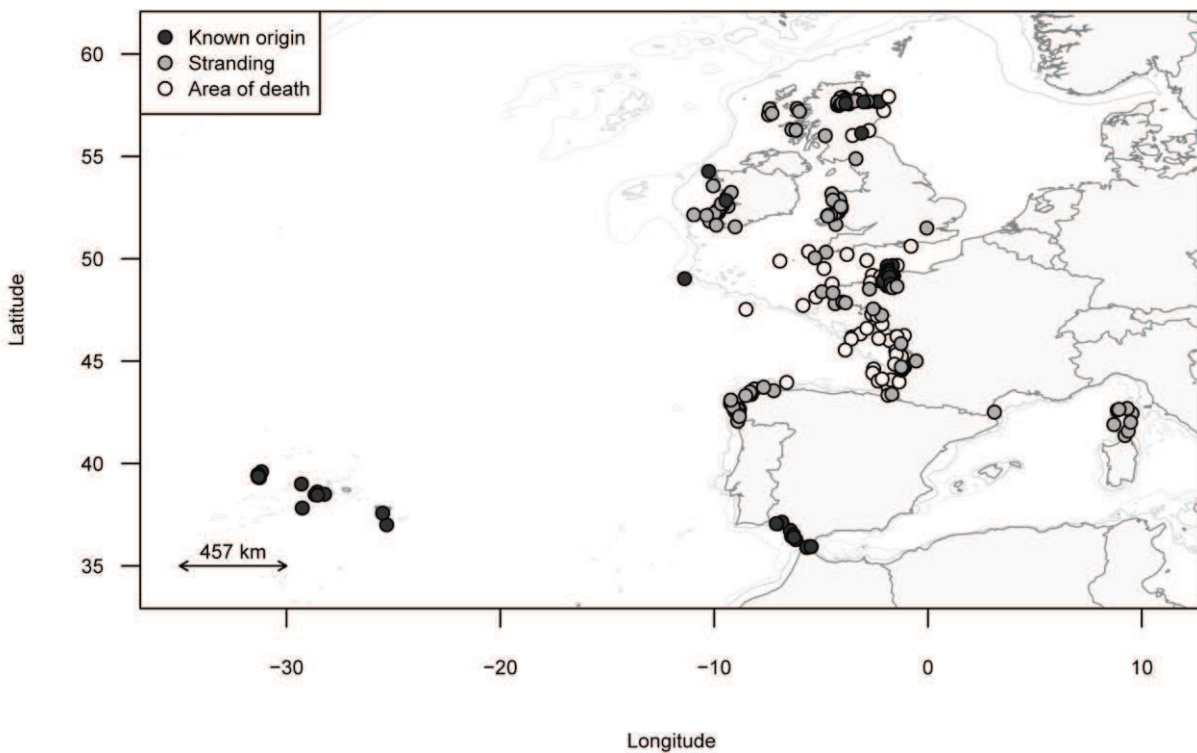 Known origin
Stranding
Area of death
60
55
50
45
40
35
Latitude
457 km
−30
−20
−10
0
10
Longitude